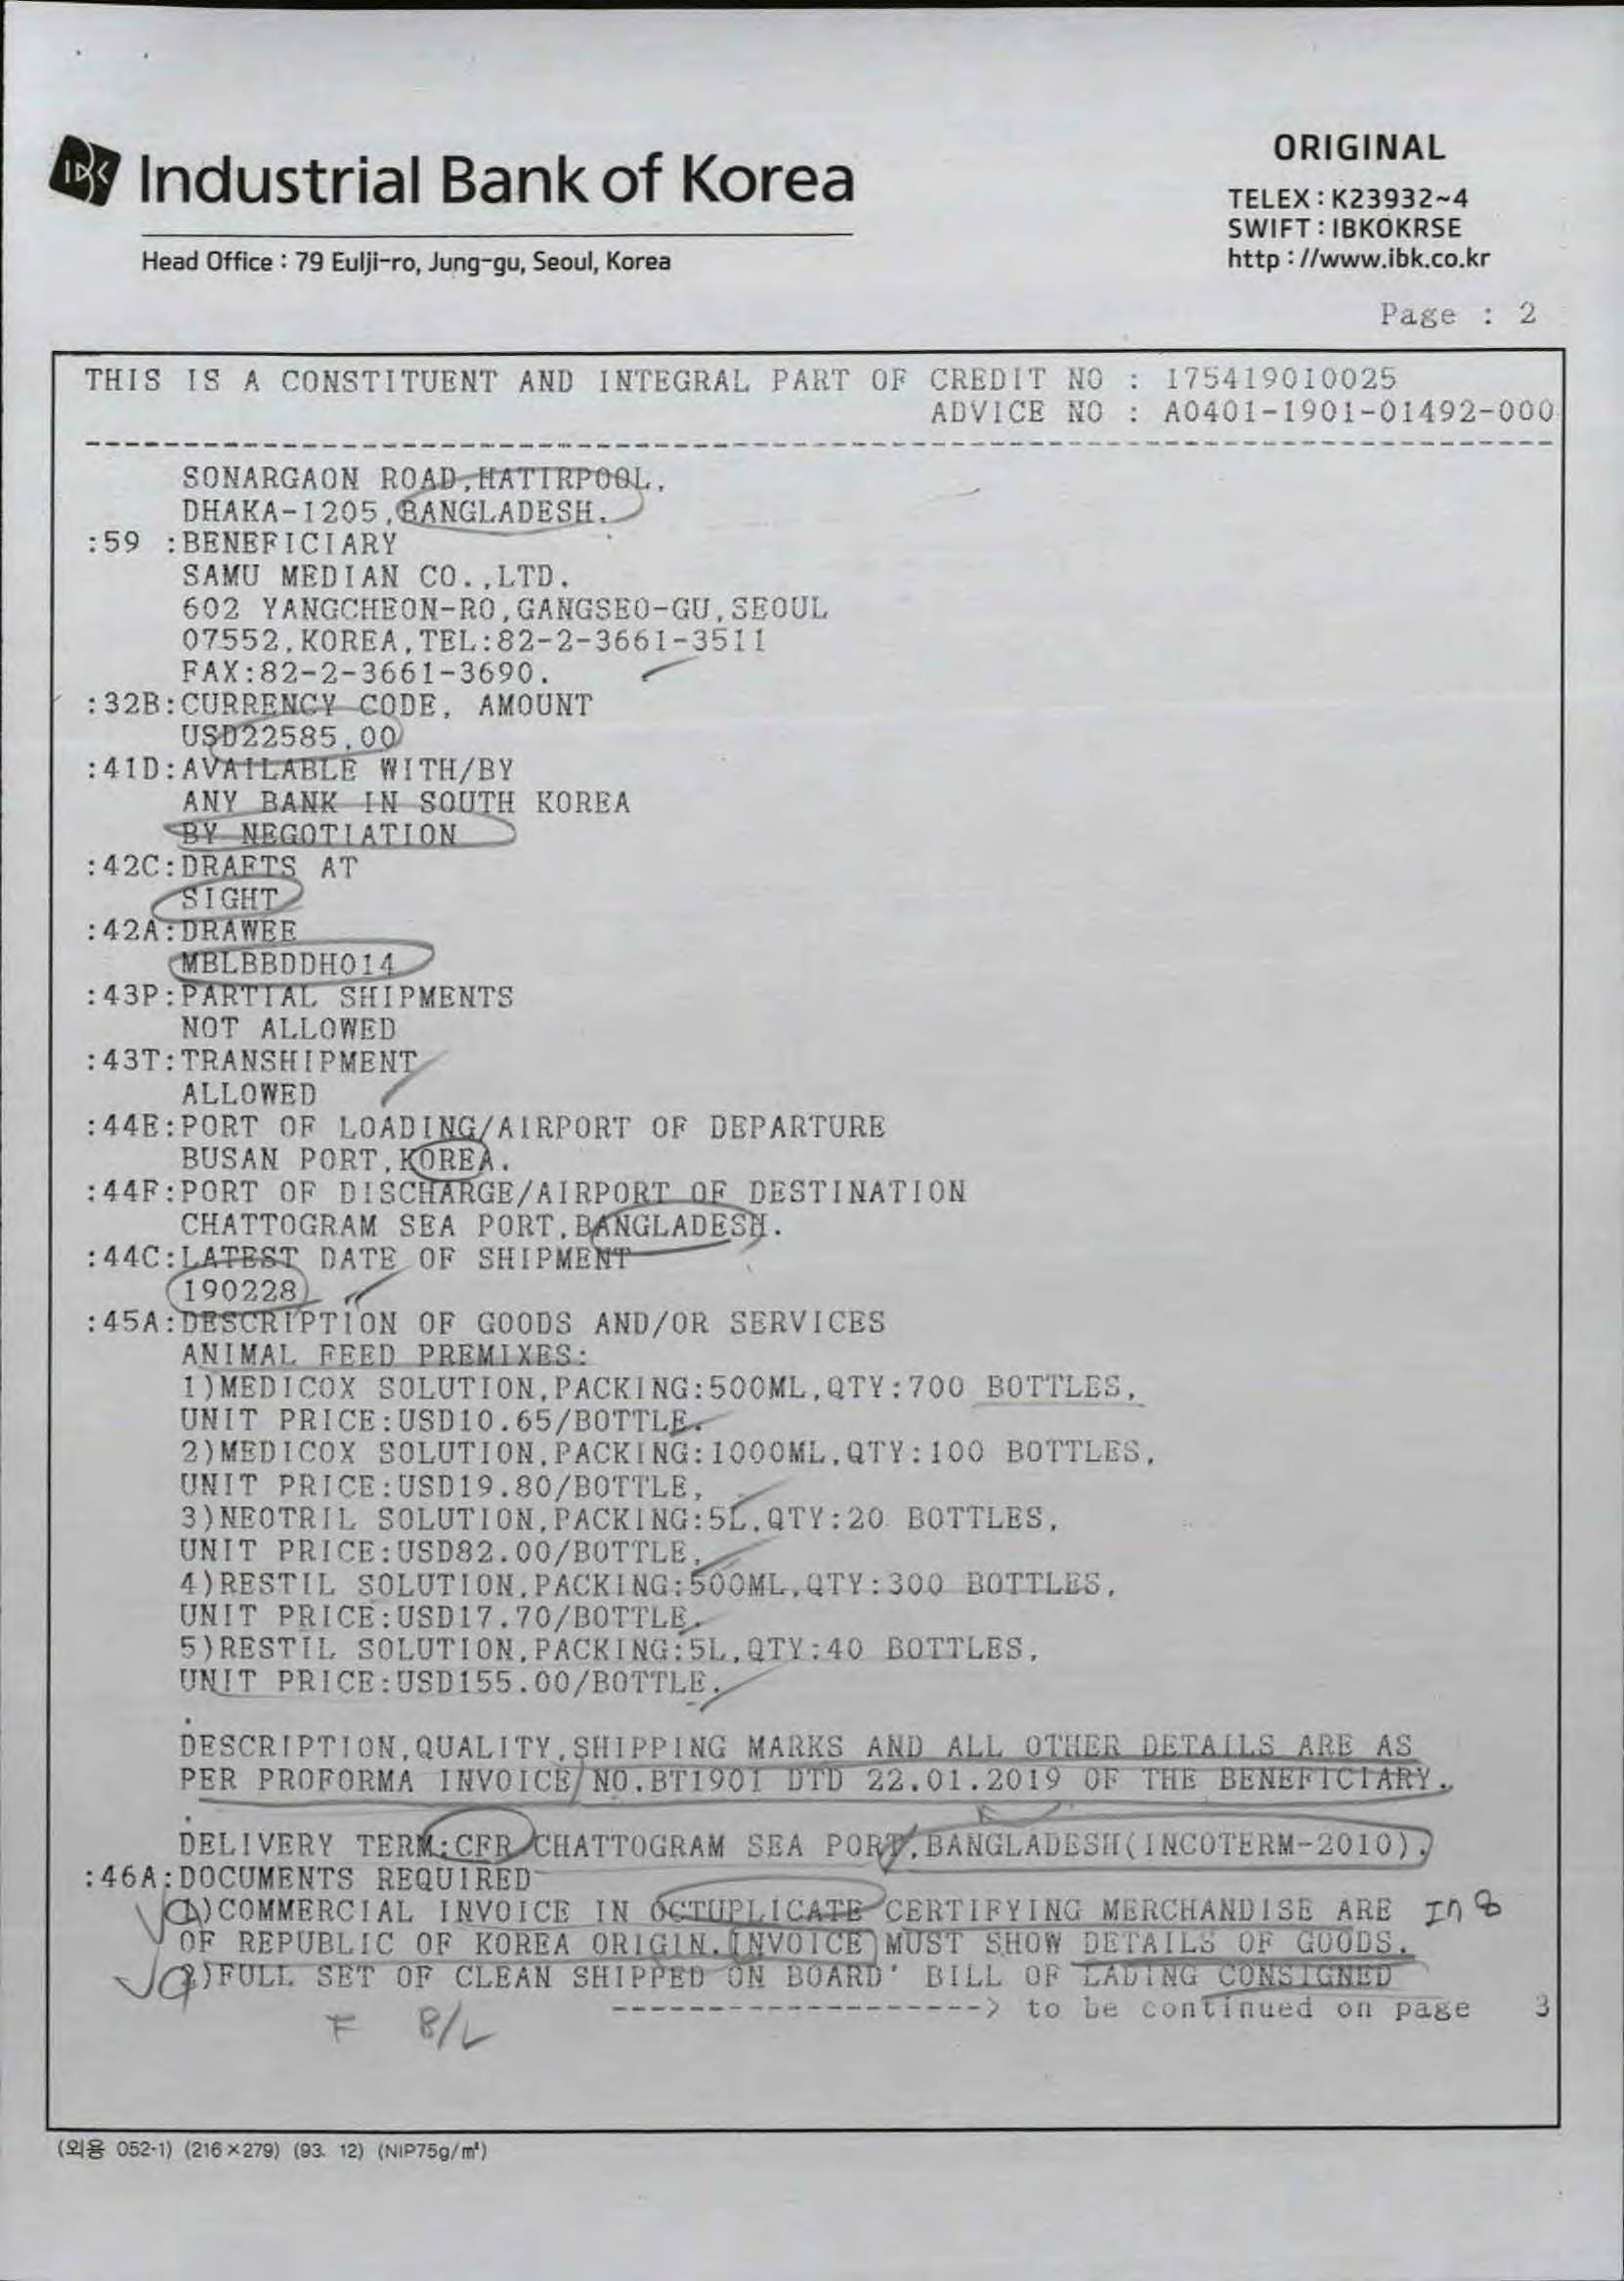 IBK Industrial Bank of Korea
Head Office : 79 Eulji-ro, Jung-gu, Seoul, Korea
ORIGINAL
TELEX : K23932~4
SWIFT : IBKOKRSE
http : //www.ibk.co.kr
Page : 2
THIS IS A CONSTITUENT AND INTEGRAL PART OF CREDIT NO : 175419010025
ADVICE NO : A0401-1901-01492-000
SONARGAON ROAD,HATIRPOOL,
DHAKA-1205,BANGLADESH.
:59 :BENEFICIARY
SAMU MEDIAN CO.,LTD.
602 YANGCHEON-RO,GANGSEO-GU,SEOUL
07552,KOREA,TEL:82-2-3661-3511
FAX:82-2-3661-3690.
:32B:CURRENCY CODE, AMOUNT
USD22585,00
:41D:AVAILABLE WITH/BY
ANY BANK IN SOUTH KOREA
BY NEGOTIATION
:42C:DRAFTS AT
SIGHT
:42A:DRAWEE
MBLBBDDH014
:43P:PARTIAL SHIPMENTS
NOT ALLOWED
:43T:TRANSHIPMENT
ALLOWED
:44E:PORT OF LOADING/AIRPORT OF DEPARTURE
BUSAN PORT,KOREA.
:44F:PORT OF DISCHARGE/AIRPORT OF DESTINATION
CHATTOGRAM SEA PORT,BANGLADESH.
:44C:LATEST DATE OF SHIPMENT
190228
:45A:DESCRIPTION OF GOODS AND/OR SERVICES
ANIMAL FEED PREMIXES:
1)MEDICOX SOLUTION,PACKING:500ML,QTY:700 BOTTLES,
UNIT PRICE:USD10.65/BOTTLE.
2)MEDICOX SOLUTION,PACKING:1000ML,QTY:100 BOTTLES,
UNIT PRICE:USD19.80/BOTTLE,
3)NEOTRIL SOLUTION,PACKING:5L,QTY:20 BOTTLES,
UNIT PRICE:USD82.00/BOTTLE,
4)RESTIL SOLUTION,PACKING:500ML,QTY:300 BOTTLES,
UNIT PRICE:USD17.70/BOTTLE.
5)RESTIL SOLUTION,PACKING:5L,QTY:40 BOTTLES,
UNIT PRICE:USD155.00/BOTTLE.
.
DESCRIPTION,QUALITY,SHIPPING MARKS AND ALL OTHER DETAILS ARE AS
PER PROFORMA INVOICE NO.BT1901 DTD 22.01.2019 OF THE BENEFICIARY.
.
DELIVERY TERM:CFR CHATTOGRAM SEA PORT,BANGLADESH(INCOTERM-2010).
:46A:DOCUMENTS REQUIRED
1)COMMERCIAL INVOICE IN OCTUPLICATE CERTIFYING MERCHANDISE ARE In 8
OF REPUBLIC OF KOREA ORIGIN.INVOICE MUST SHOW DETAILS OF GOODS.
2)FULL SET OF CLEAN SHIPPED ON BOARD' BILL OF LADING CONSIGNED
-------------------> to be continued on page 3
F B/L
(외용 052-1) (216×279) (93. 12) (NIP75g/㎡)